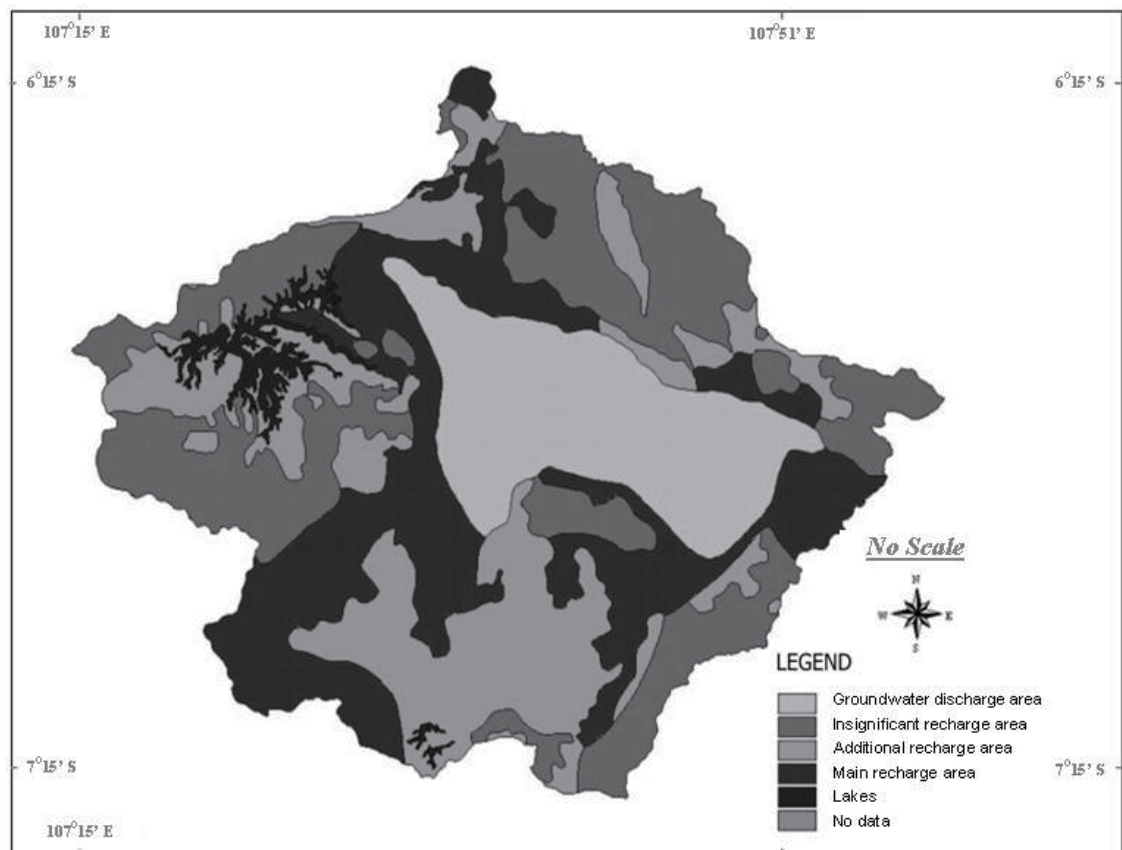 107°15' E
107°51' E
6°15' S
6°15' S
No Scale
N
W
E
S
LEGEND
Groundwater discharge area
Insignificant recharge area
Additional recharge area
Main recharge area
Lakes
No data
7°15' S
7°15' S
107°15' E